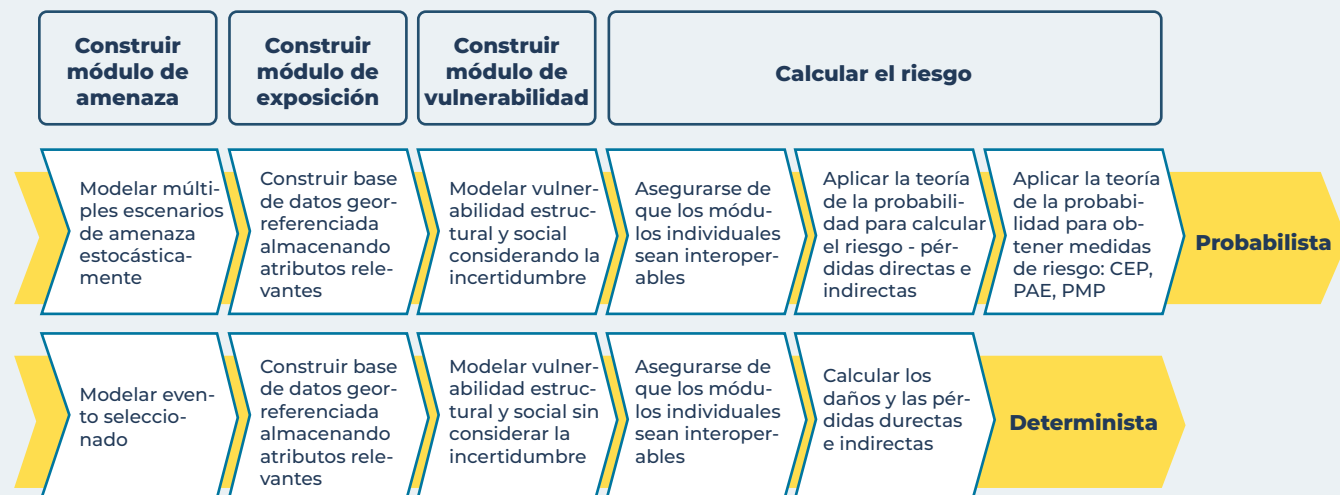 Construir
módulo de
amenaza
Construir
módulo de
exposición
Construir
módulo de
vulnerabilidad
Calcular el riesgo
Modelar múlti-
ples escenarios
de amenaza
estocástica-
mente
Construir base
de datos geor-
referenciada
almacenando
atributos rele-
vantes
Modelar vulner-
abilidad estruc-
tural y social
considerando la
incertidumbre
Asegurarse de
que los módu-
los individuales
sean interoper-
ables
Aplicar la teoría
de la probabili-
dad para calcular
el riesgo - pér-
didas directas e
indirectas
Aplicar la teoría
de la probabi-
lidad para ob-
tener medidas
de riesgo: CEP,
PAE, PMP
Probabilista
Modelar even-
to seleccio-
nado
Construir base
de datos geor-
referenciada
almacenando
atributos rele-
vantes
Modelar vulner-
abilidad estruc-
tural y social sin
considerar la
incertidumbre
Asegurarse de
que los módu-
los individuales
sean interoper-
ables
Calcular los
daños y las pér-
didas durectas
e indirectas
Determinista